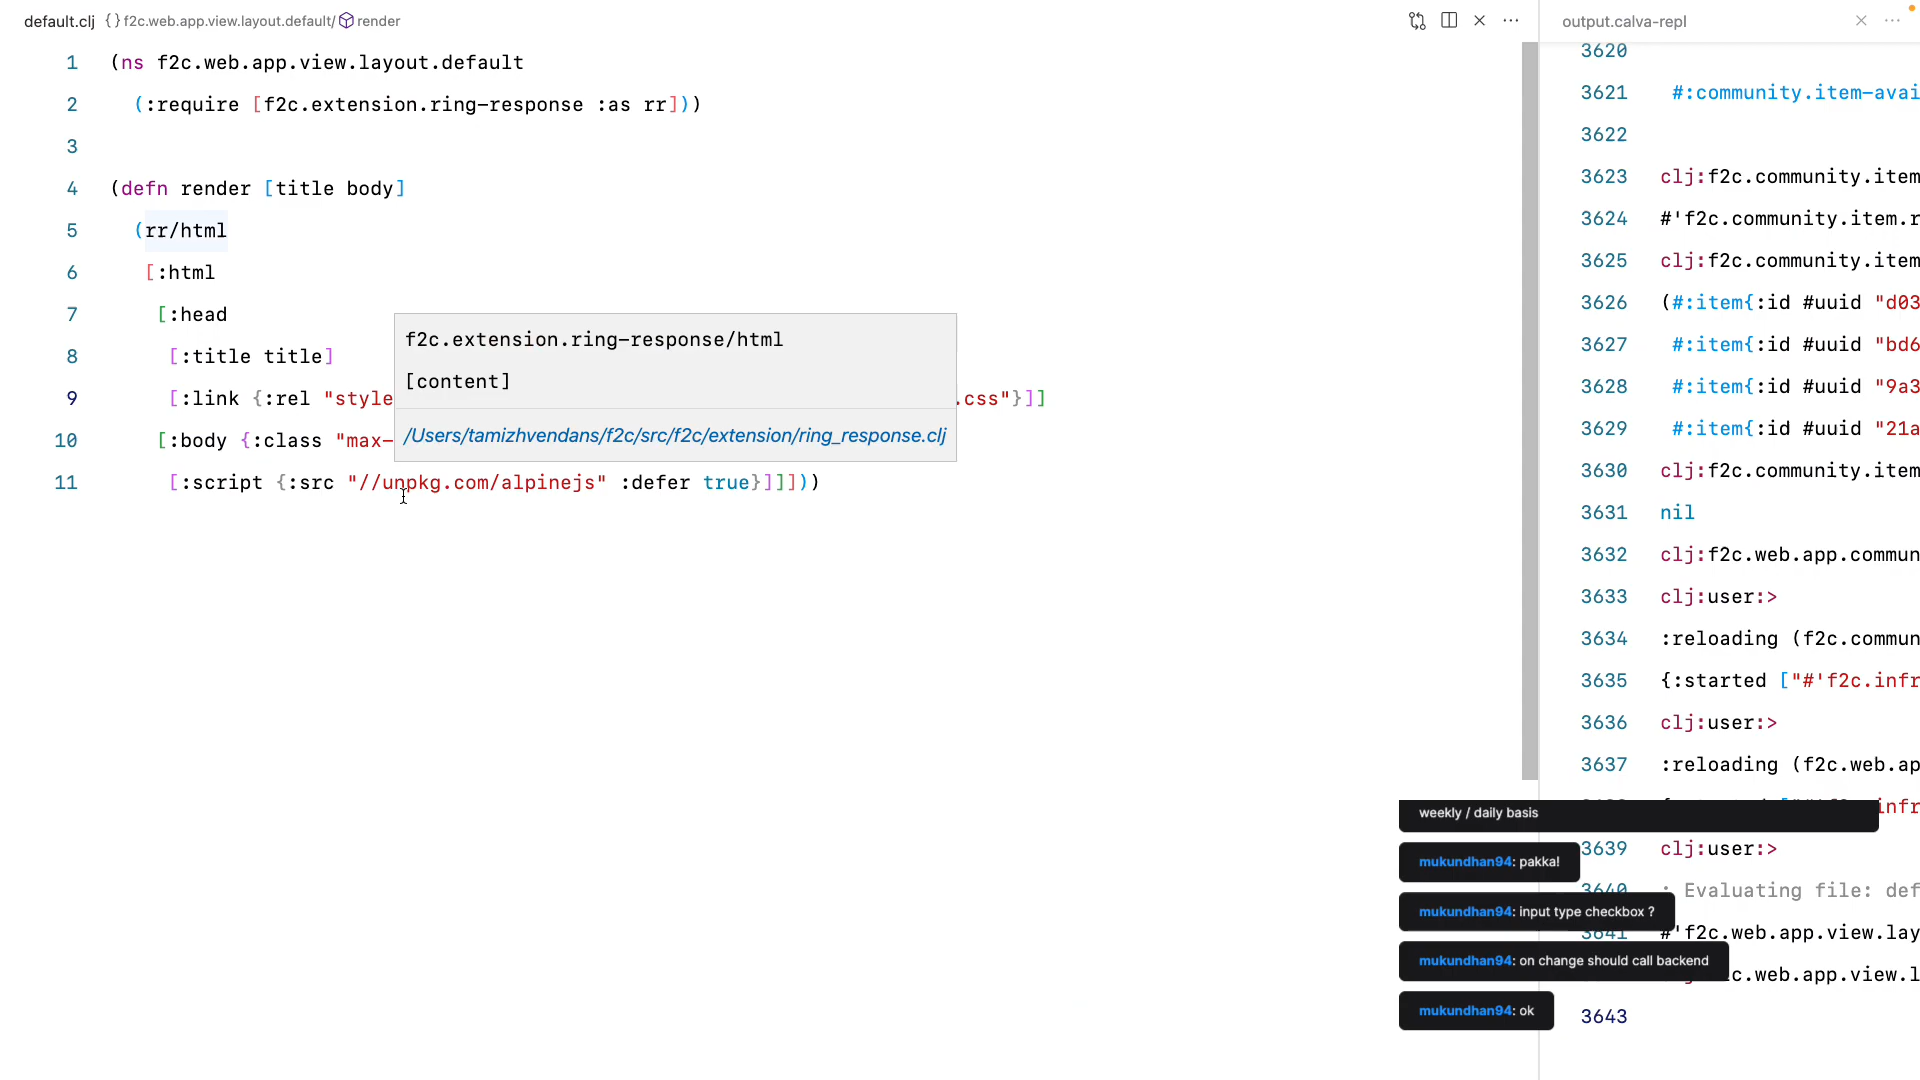 default.clj {} f2c.web.app.view.layout.default/ render
1 (ns f2c.web.app.view.layout.default
2 (:require [f2c.extension.ring-response :as rr]))
3
4 (defn render [title body]
5 (rr/html
6 [:html
7 [:head
8 [:title title]
9 [:link {:rel "style .css"}]]
10 [:body {:class "max-
11 [:script {:src "//unpkg.com/alpinejs" :defer true}]]]))
f2c.extension.ring-response/html
[content]
/Users/tamizhvendans/f2c/src/f2c/extension/ring_response.clj
output.calva-repl
3620
3621 #:community.item-avai
3622
3623 clj:f2c.community.item
3624 #'f2c.community.item.r
3625 clj:f2c.community.item
3626 (#:item{:id #uuid "d03
3627 #:item{:id #uuid "bd6
3628 #:item{:id #uuid "9a3
3629 #:item{:id #uuid "21a
3630 clj:f2c.community.item
3631 nil
3632 clj:f2c.web.app.commun
3633 clj:user:>
3634 :reloading (f2c.commun
3635 {:started ["#'f2c.infr
3636 clj:user:>
3637 :reloading (f2c.web.ap
infr
3639 clj:user:>
3640 ; Evaluating file: def
3641 #'f2c.web.app.view.lay
c.web.app.view.l
3643
weekly / daily basis
mukundhan94: pakka!
mukundhan94: input type checkbox ?
mukundhan94: on change should call backend
mukundhan94: ok